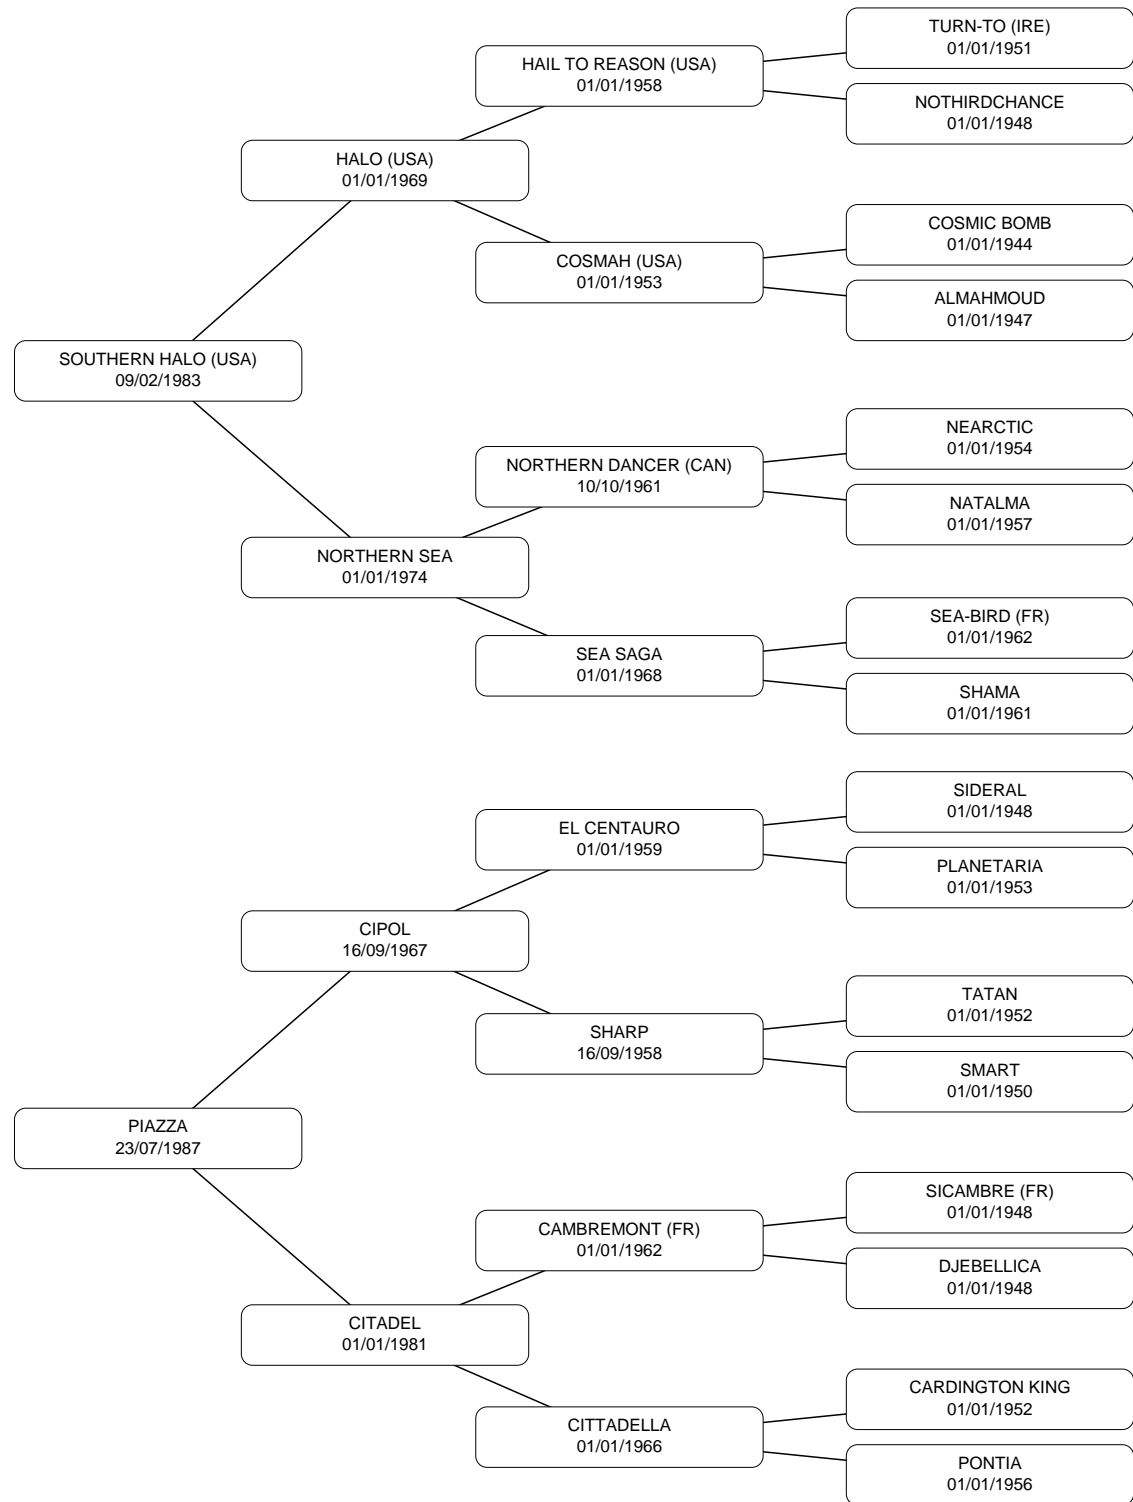 TURN-TO (IRE)
01/01/1951
HAIL TO REASON (USA)
01/01/1958
NOTHIRDCHANCE
01/01/1948
HALO (USA)
01/01/1969
COSMIC BOMB
01/01/1944
COSMAH (USA)
01/01/1953
ALMAHMOUD
01/01/1947
SOUTHERN HALO (USA)
09/02/1983
NEARCTIC
01/01/1954
NORTHERN DANCER (CAN)
10/10/1961
NATALMA
01/01/1957
NORTHERN SEA
01/01/1974
SEA-BIRD (FR)
01/01/1962
SEA SAGA
01/01/1968
SHAMA
01/01/1961
SIDERAL
01/01/1948
EL CENTAURO
01/01/1959
PLANETARIA
01/01/1953
CIPOL
16/09/1967
TATAN
01/01/1952
SHARP
16/09/1958
SMART
01/01/1950
PIAZZA
23/07/1987
SICAMBRE (FR)
01/01/1948
CAMBREMONT (FR)
01/01/1962
DJEBELLICA
01/01/1948
CITADEL
01/01/1981
CARDINGTON KING
01/01/1952
CITTADELLA
01/01/1966
PONTIA
01/01/1956